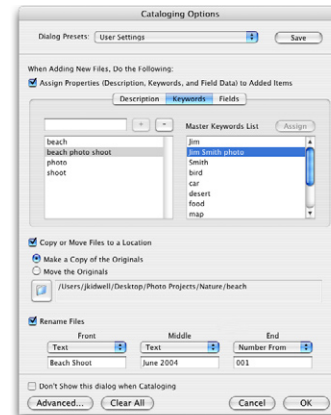 Cataloging Options
Dialog Presets: User Settings Save
When Adding New Files, Do the Following:
Assign Properties (Description, Keywords, and Field Data) to Added Items
Description Keywords Fields
+ - Master Keywords List Assign
beach
beach photo shoot
photo
shoot
Jim
Jim Smith photo
Smith
bird
car
desert
food
map
Copy or Move Files to a Location
Make a Copy of the Originals
Move the Originals
/Users/jkidwell/Desktop/Photo Projects/Nature/beach
Rename Files
Front Middle End
Text Text Number From
Beach Shoot June 2004 001
Don't Show this dialog when Cataloging
Advanced... Clear All Cancel OK